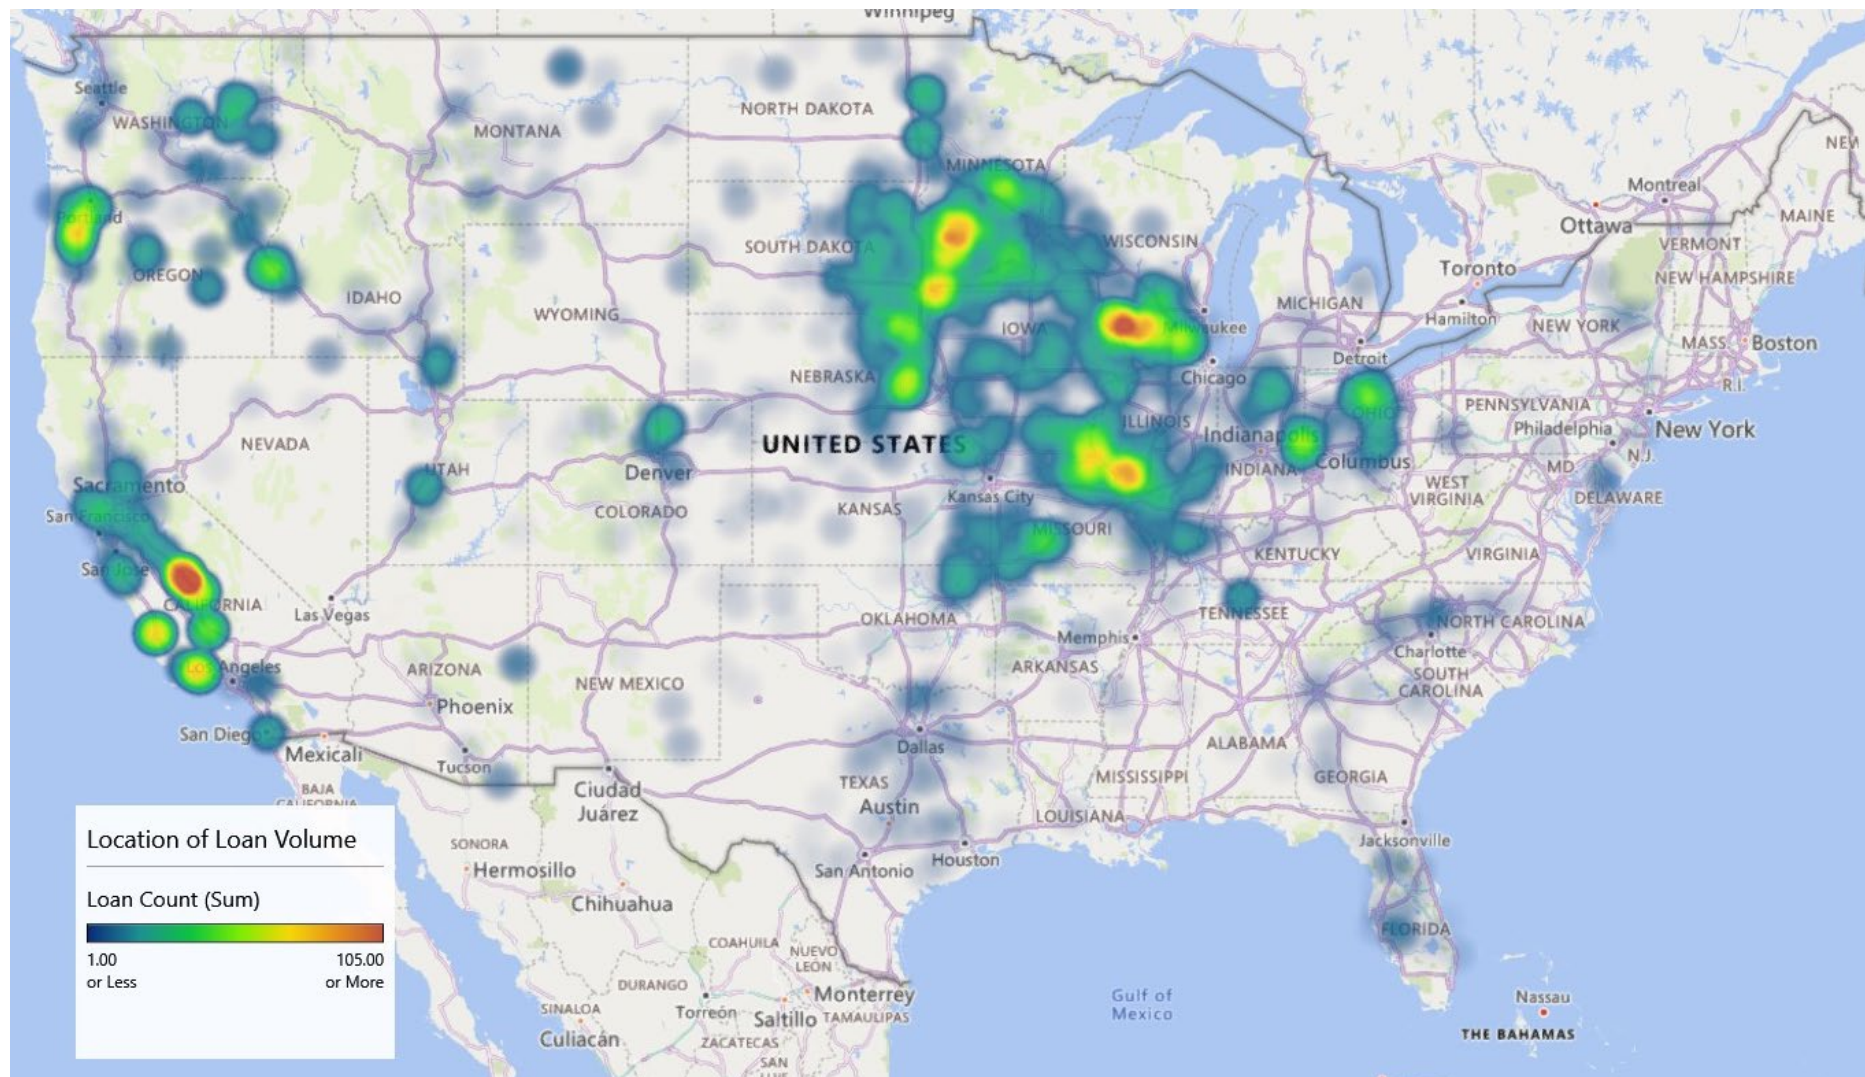 Winnipeg
Seattle
WASHINGTON
MONTANA
NORTH DAKOTA
MINNESOTA
Montreal
Ottawa
MAINE
Portland
SOUTH DAKOTA
WISCONSIN
VERMONT
Toronto
NEW HAMPSHIRE
OREGON
IDAHO
WYOMING
MICHIGAN
Hamilton
NEW YORK
IOWA
Milwaukee
MASS.
Boston
Detroit
NEBRASKA
Chicago
R.I.
PENNSYLVANIA
OHIO
ILLINOIS
Philadelphia
New York
NEVADA
UNITED STATES
Indianapolis
N.J.
UTAH
Denver
INDIANA
Columbus
MD
Sacramento
WEST
VIRGINIA
DELAWARE
Kansas City
San Francisco
COLORADO
KANSAS
MISSOURI
San Jose
KENTUCKY
VIRGINIA
CALIFORNIA
Las Vegas
OKLAHOMA
TENNESSEE
NORTH CAROLINA
Memphis
Charlotte
Los Angeles
ARIZONA
NEW MEXICO
ARKANSAS
SOUTH
CAROLINA
Phoenix
San Diego
Mexicali
Dallas
ALABAMA
Tucson
TEXAS
MISSISSIPPI
GEORGIA
BAJA
CALIFORNIA
Ciudad
Juárez
Austin
LOUISIANA
Jacksonville
SONORA
Hermosillo
San Antonio
Houston
Chihuahua
FLORIDA
COAHUILA
NUEVO
LEÓN
DURANGO
Monterrey
Gulf of
Mexico
Nassau
SINALOA
Torreón
Saltillo
TAMAULIPAS
Culiacán
THE BAHAMAS
ZACATECAS
SAN
Location of Loan Volume
Loan Count (Sum)
1.00
105.00
or Less
or More